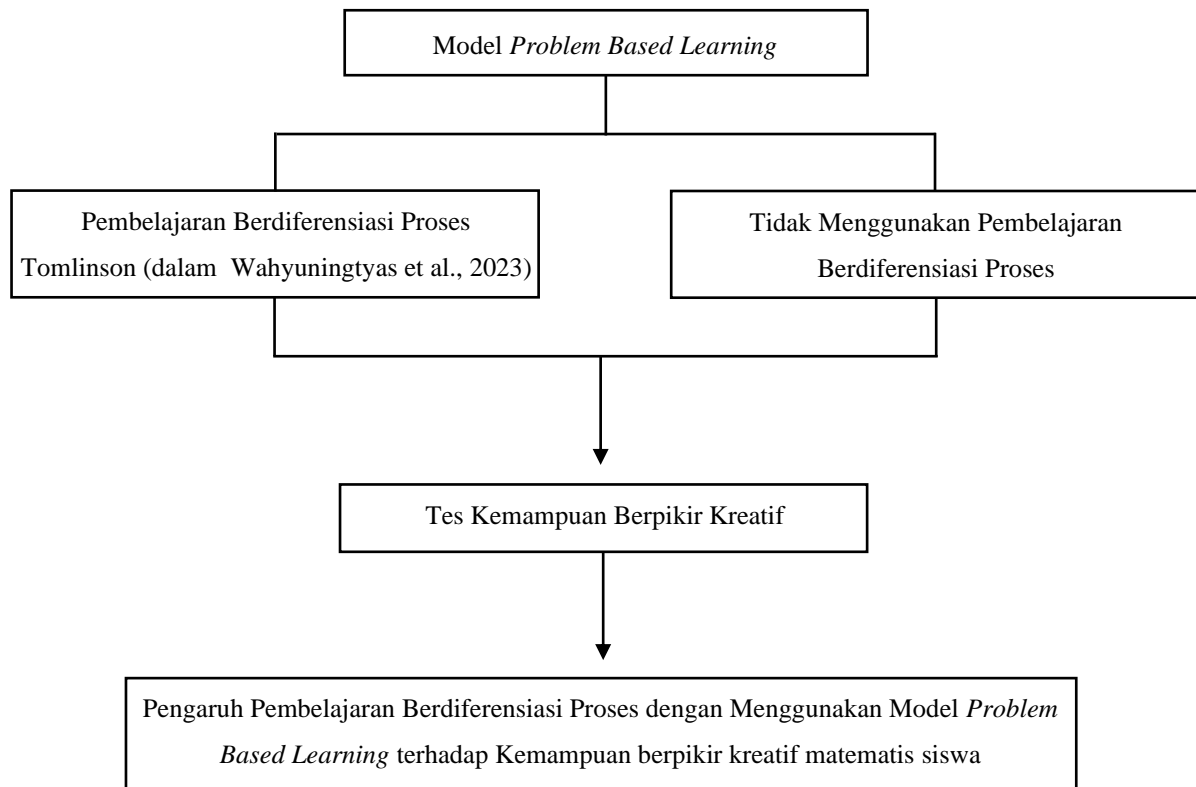 Model Problem Based Learning
Pembelajaran Berdiferensiasi Proses
Tomlinson (dalam Wahyuningtyas et al., 2023)
Tidak Menggunakan Pembelajaran
Berdiferensiasi Proses
Tes Kemampuan Berpikir Kreatif
Pengaruh Pembelajaran Berdiferensiasi Proses dengan Menggunakan Model Problem
Based Learning terhadap Kemampuan berpikir kreatif matematis siswa